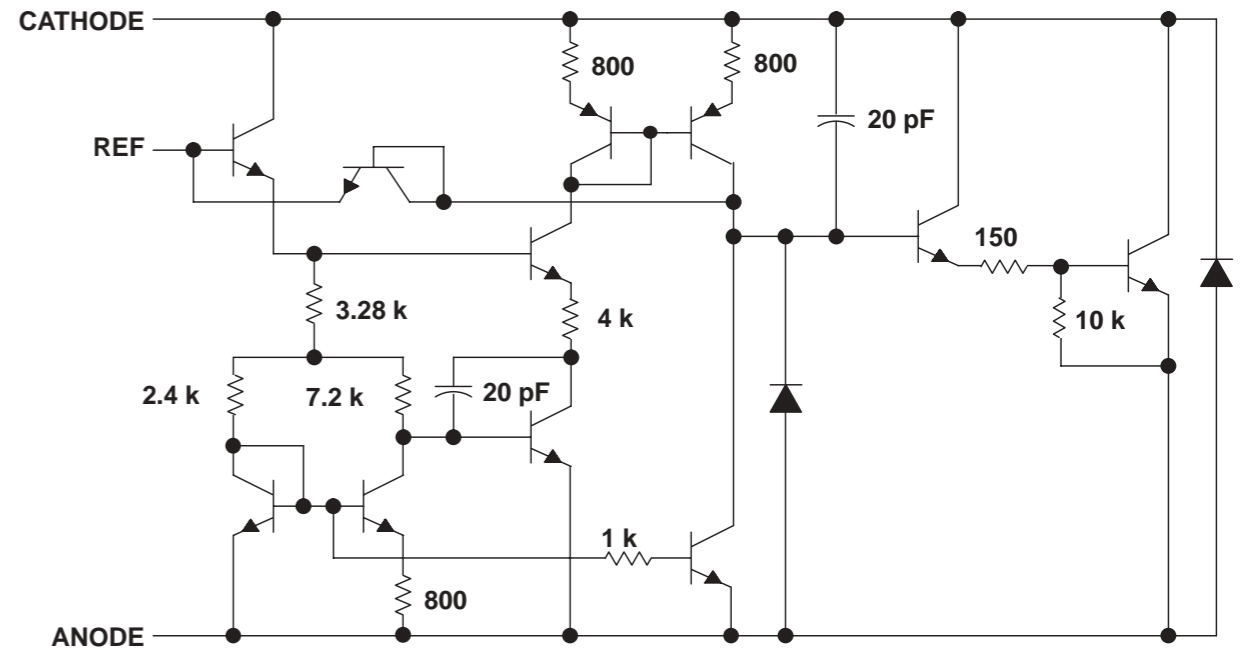 CATHODE
800
800
20 pF
REF
150
3.28 k
4 k
10 k
2.4 k
7.2 k
20 pF
1 k
800
ANODE